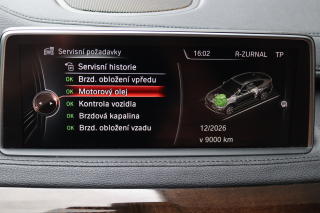 Servisní požadavky
16:02
R-ZURNAL
TP
Servisní historie
OK Brzd. obložení vpředu
OK Motorový olej
OK Kontrola vozidla
OK Brzdová kapalina
OK Brzd. obložení vzadu
12/2026
v 9000 km